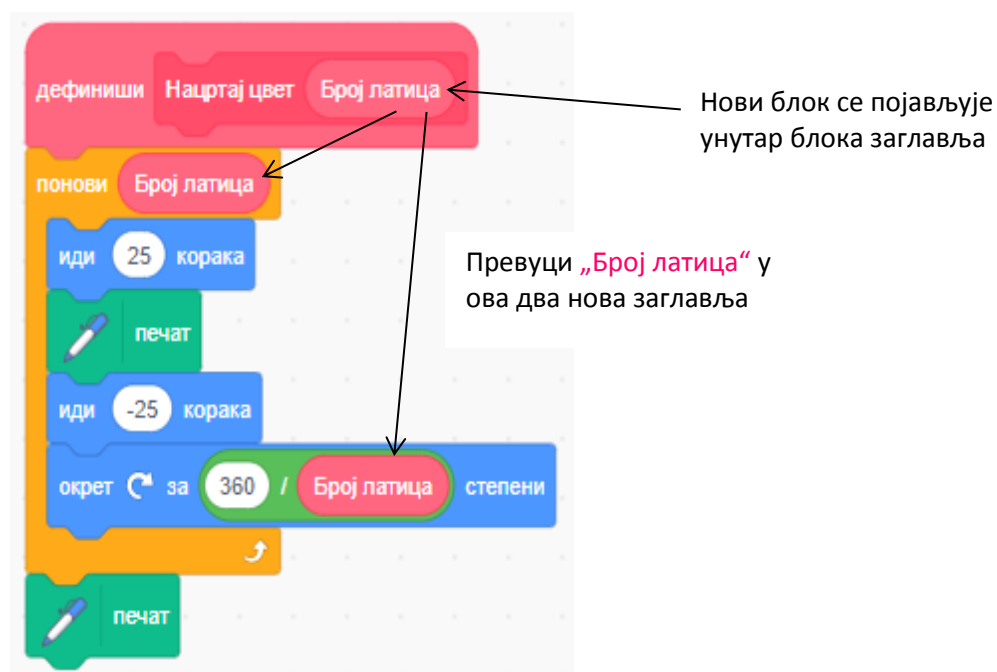 дефиниши Нацртај цвет Број латица
Нови блок се појављује
унутар блока заглавља
понови Број латица
иди 25 корака
Превуци „Број латица“ у
ова два нова заглавља
печат
иди -25 корака
окрет за 360 / Број латица степени
печат